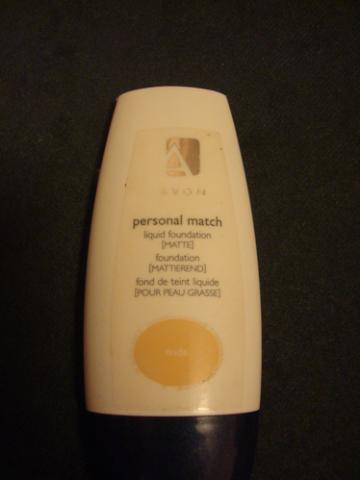 AVON
personal match
liquid foundation
[MATTE]
foundation
[MATTIEREND]
fond de teint liquide
[POUR PEAU GRASSE]
nude